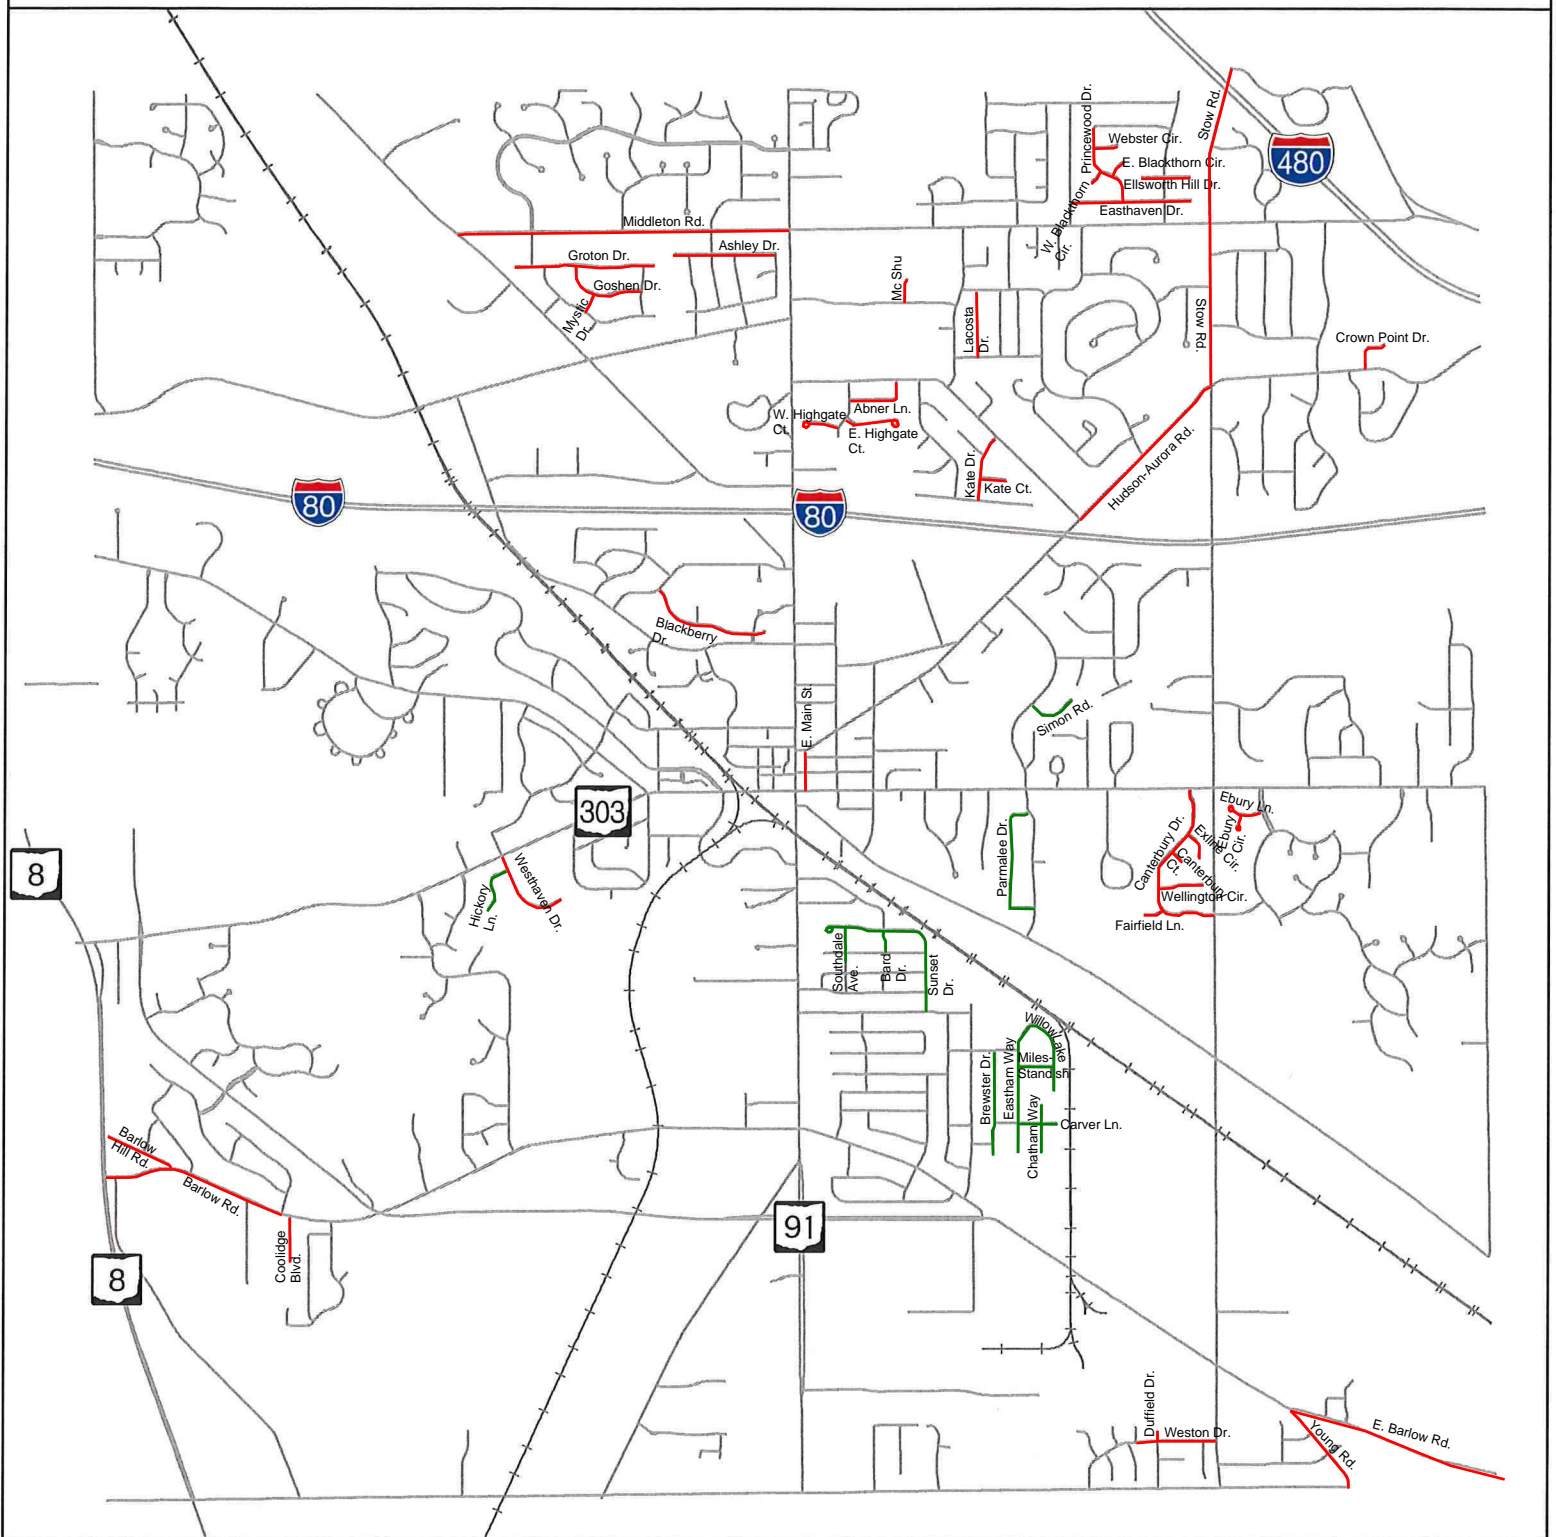 Stow Rd.
480
Princewood Dr.
Webster Cir.
E. Blackthorn Cir.
Ellsworth Hill Dr.
Easthaven Dr.
W. Blackthorn
Cir.
Middleton Rd.
Ashley Dr.
Groton Dr.
Goshen Dr.
Mystic
Dr.
Mc Shu
Lacosta
Dr.
Stow Rd.
Crown Point Dr.
W. Highgate
Ct.
Abner Ln.
E. Highgate
Ct.
Kate Dr.
Kate Ct.
Hudson-Aurora Rd.
80
80
Blackberry
Dr.
E. Main St.
Simon Rd.
303
8
Hickory
Ln.
Westhaven Dr.
Parmalee Dr.
Canterbury Dr.
Ebury Ln.
Ebury
Cir.
Exline Cir.
Canterbury
Ct.
Wellington Cir.
Fairfield Ln.
Southdale
Ave.
Bard
Dr.
Sunset
Dr.
Willow Lake
Miles-
Standish
Brewster Dr.
Eastham Way
Chatham Way
Carver Ln.
Barlow
Hill Rd.
Barlow Rd.
Coolidge
Blvd.
91
8
Duffield Dr.
Weston Dr.
Young Rd.
E. Barlow Rd.